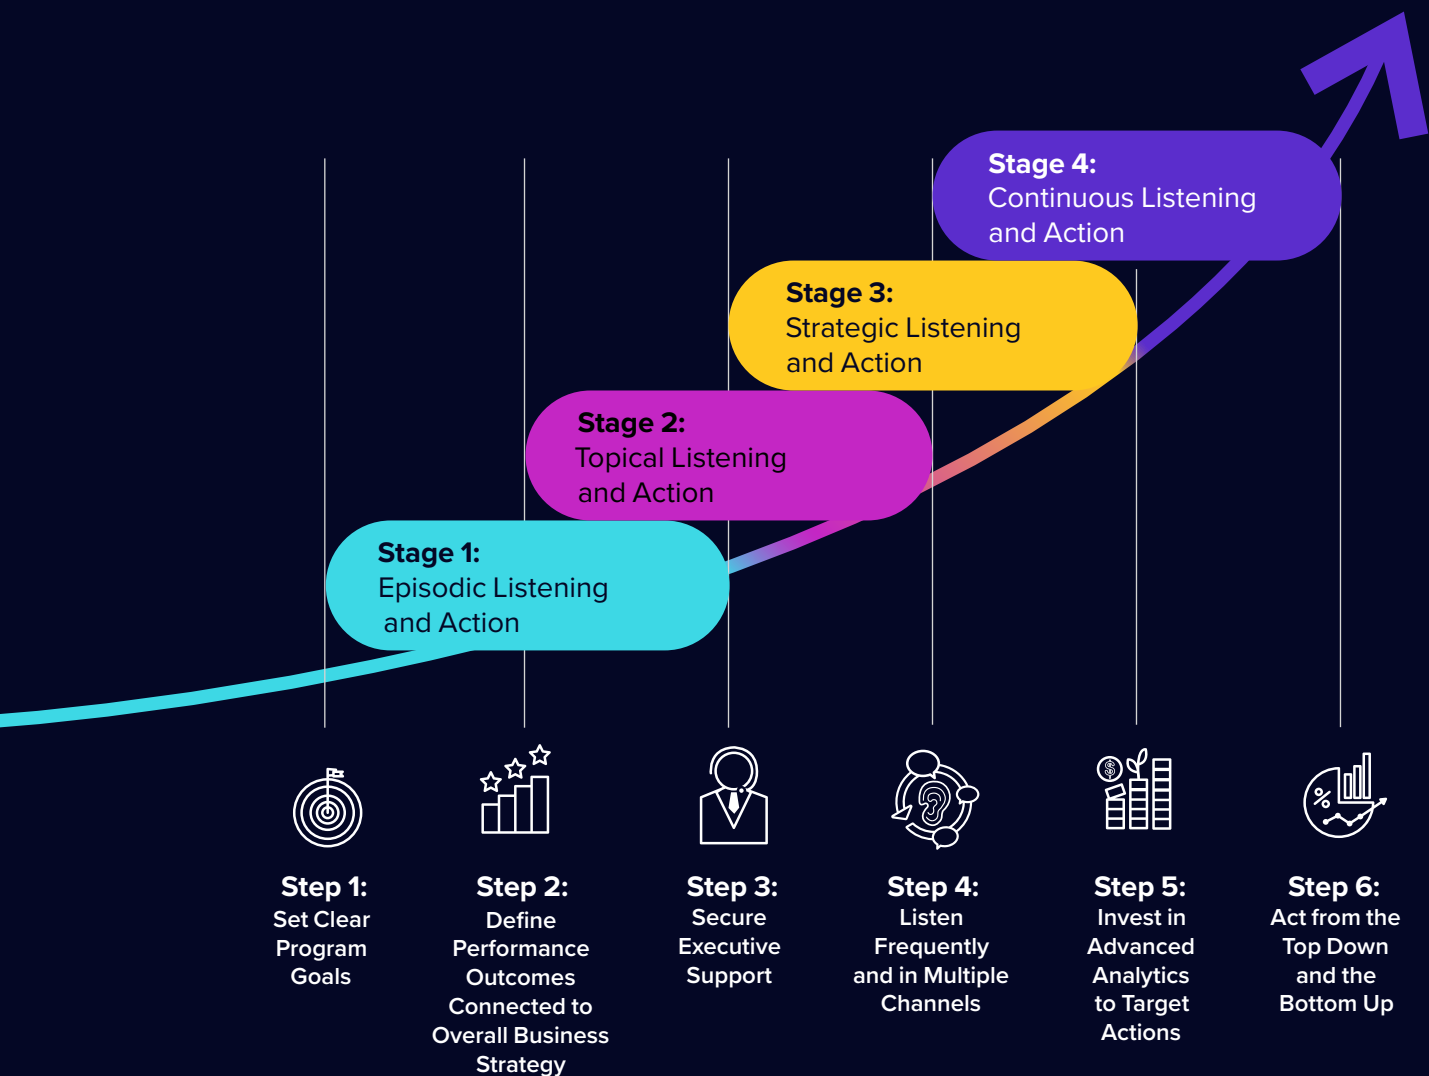 Stage 4:
Continuous Listening
and Action
Stage 3:
Strategic Listening
and Action
Stage 2:
Topical Listening
and Action
Stage 1:
Episodic Listening
and Action
$
%
Step 1:
Set Clear
Program
Goals
Step 2:
Define
Performance
Outcomes
Connected to
Overall Business
Strategy
Step 3:
Secure
Executive
Support
Step 4:
Listen
Frequently
and in Multiple
Channels
Step 5:
Invest in
Advanced
Analytics
to Target
Actions
Step 6:
Act from the
Top Down
and the
Bottom Up